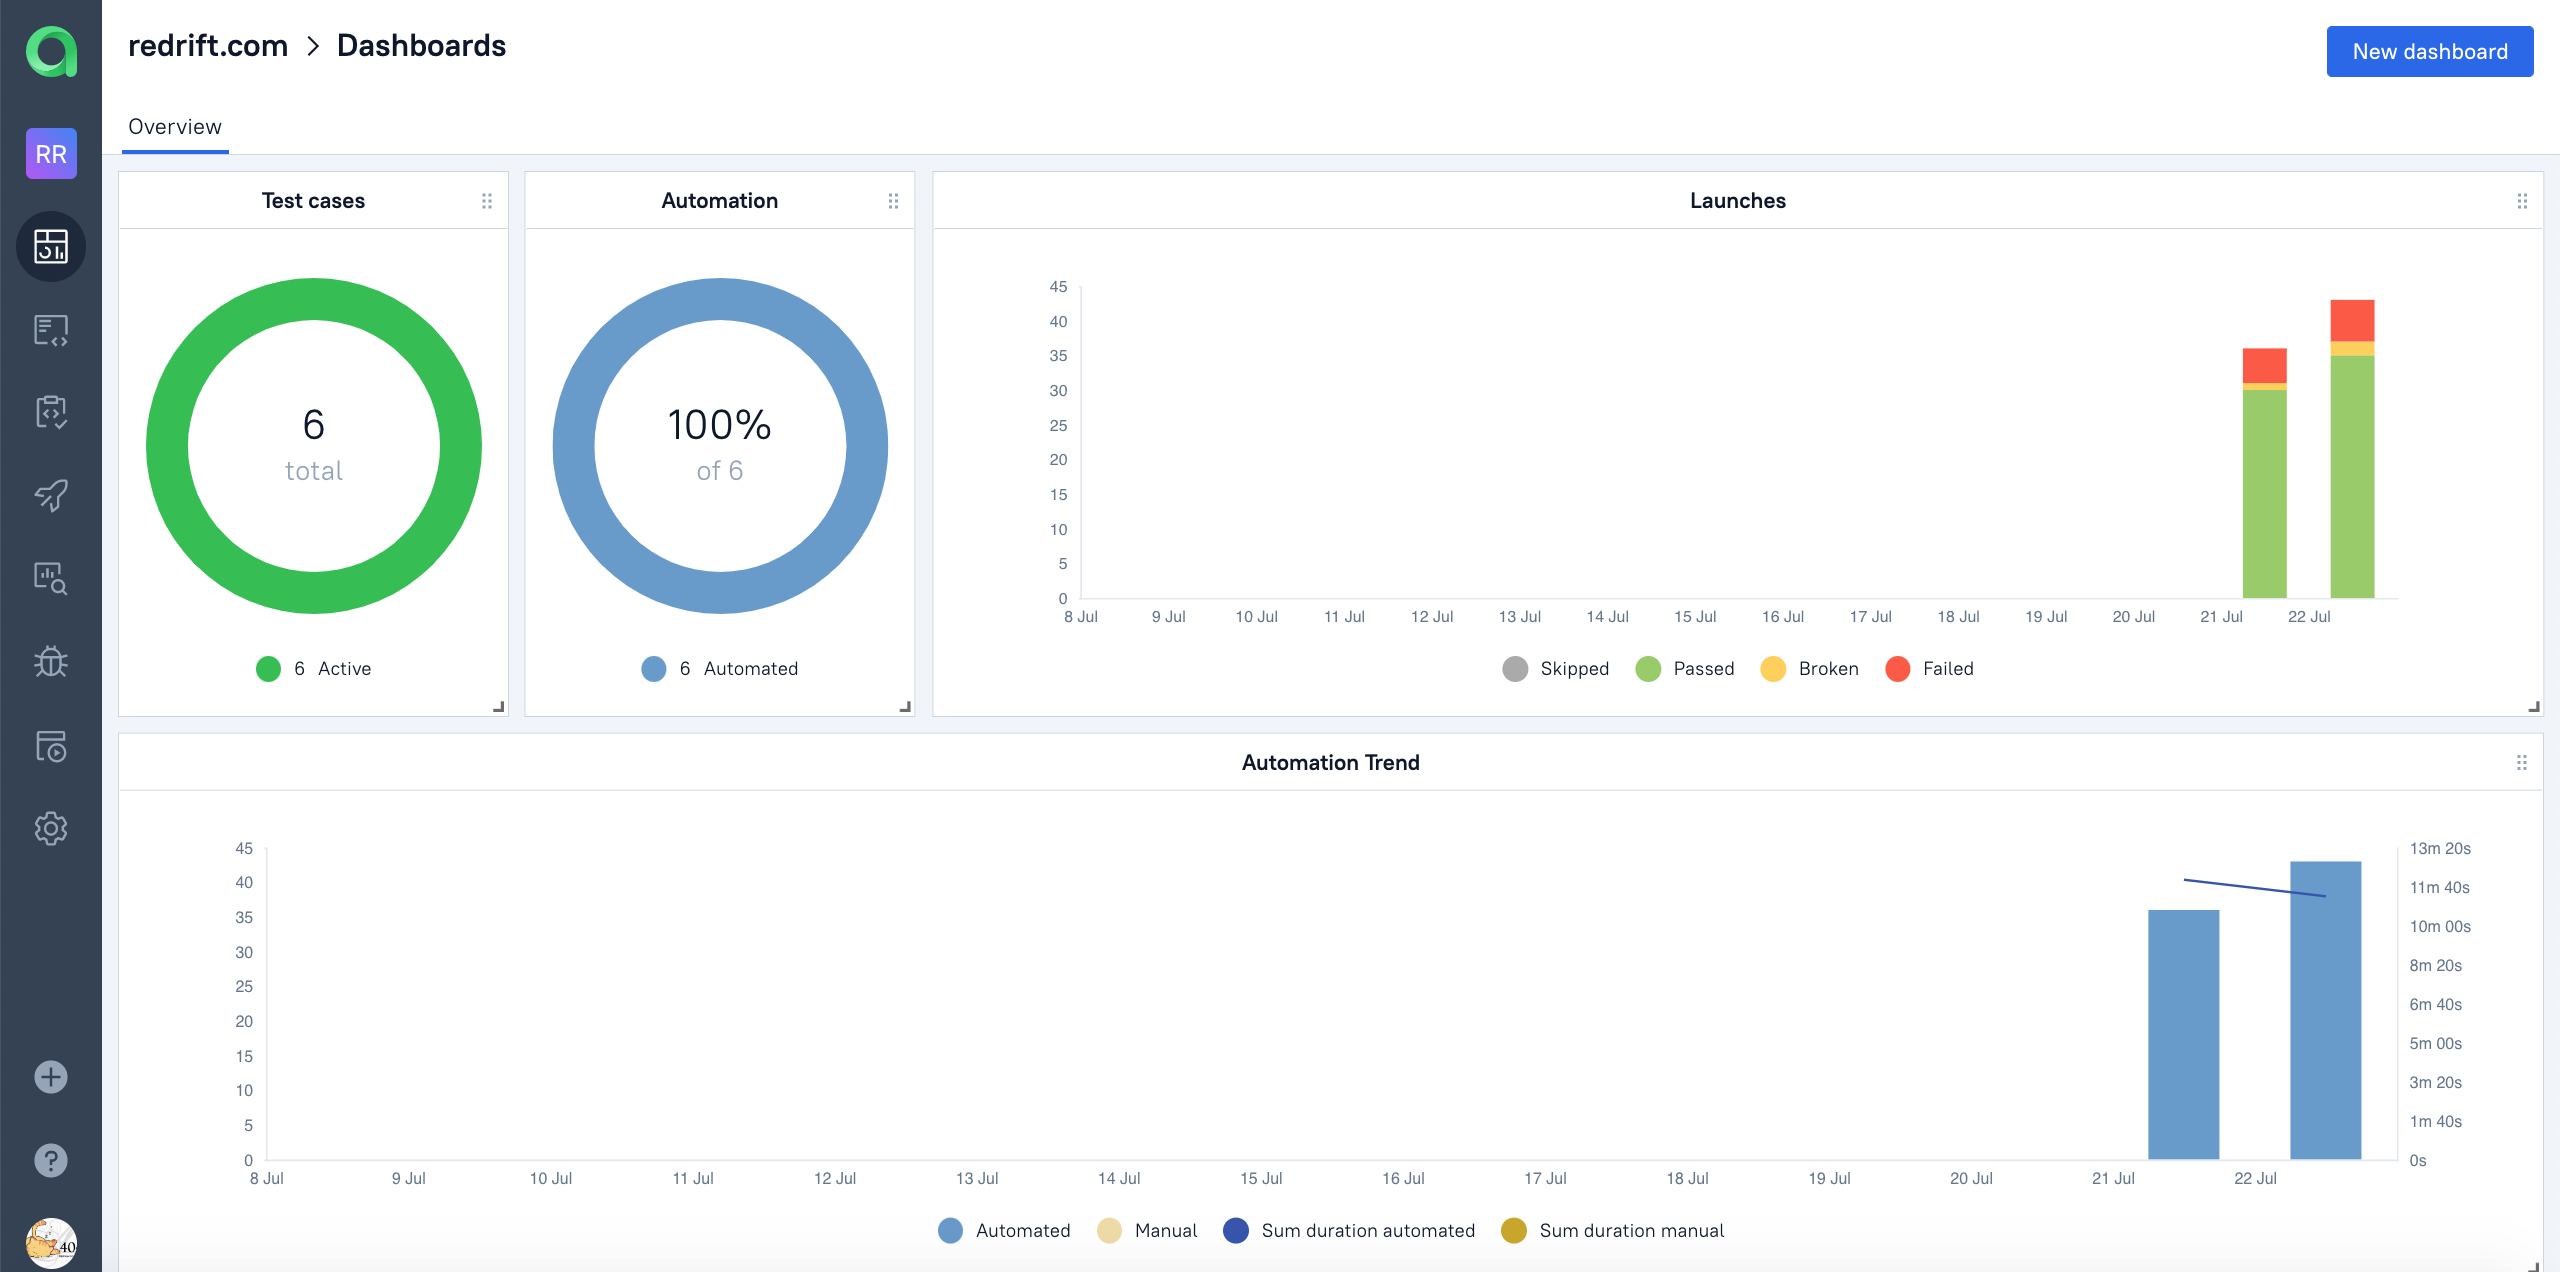 redrift.com > Dashboards
New dashboard
Overview
RR
Test cases
6
total
6 Active
Automation
100%
of 6
6 Automated
Launches
45
40
35
30
25
20
15
10
5
0
8 Jul 9 Jul 10 Jul 11 Jul 12 Jul 13 Jul 14 Jul 15 Jul 16 Jul 17 Jul 18 Jul 19 Jul 20 Jul 21 Jul 22 Jul
Skipped Passed Broken Failed
Automation Trend
45
40
35
30
25
20
15
10
5
0
13m 20s
11m 40s
10m 00s
8m 20s
6m 40s
5m 00s
3m 20s
1m 40s
0s
8 Jul 9 Jul 10 Jul 11 Jul 12 Jul 13 Jul 14 Jul 15 Jul 16 Jul 17 Jul 18 Jul 19 Jul 20 Jul 21 Jul 22 Jul
Automated Manual Sum duration automated Sum duration manual
40